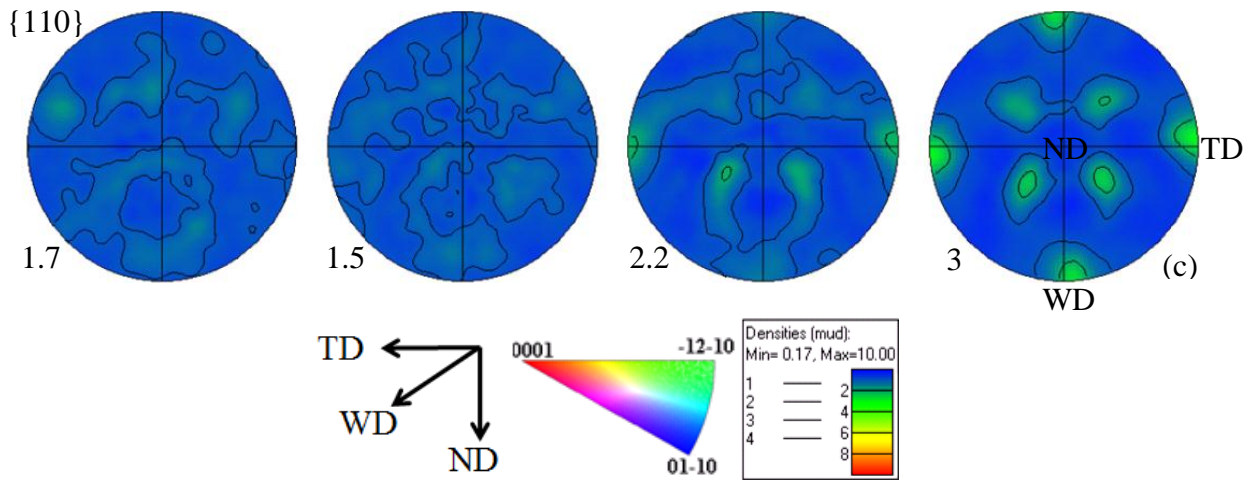 {110}
ND
TD
1.7
1.5
2.2
3
(c)
WD
TD
WD
ND
0001
-12-10
01-10
Densities (mud):
Min= 0.17, Max=10.00
1
2
3
4
2
4
6
8